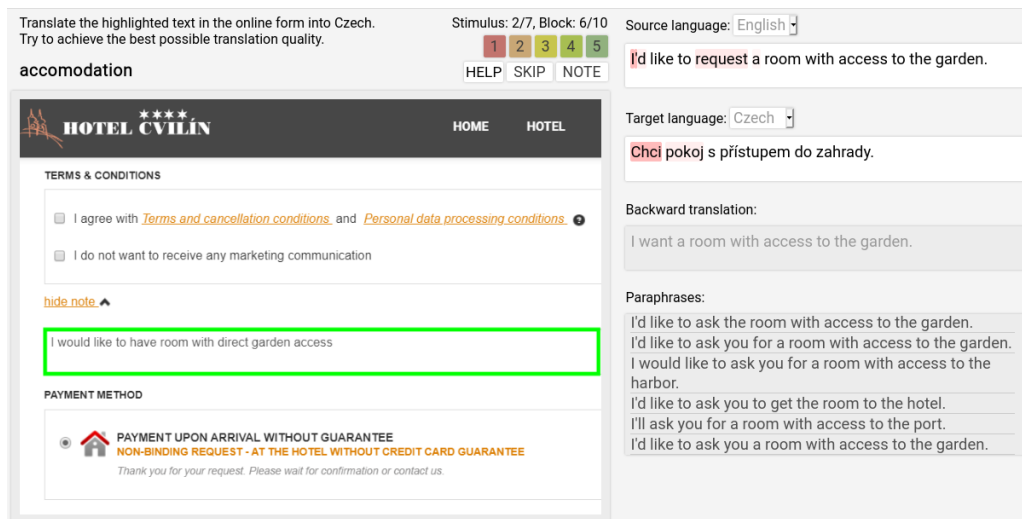 Translate the highlighted text in the online form into Czech.
Try to achieve the best possible translation quality.
accomodation
Stimulus: 2/7, Block: 6/10
1 2 3 4 5
HELP SKIP NOTE
HOTEL CVILÍN
HOME HOTEL
TERMS & CONDITIONS
I agree with Terms and cancellation conditions and Personal data processing conditions ?
I do not want to receive any marketing communication
hide note
I would like to have room with direct garden access
PAYMENT METHOD
PAYMENT UPON ARRIVAL WITHOUT GUARANTEE
NON-BINDING REQUEST - AT THE HOTEL WITHOUT CREDIT CARD GUARANTEE
Thank you for your request. Please wait for confirmation or contact us.
Source language: English
I'd like to request a room with access to the garden.
Target language: Czech
Chci pokoj s přístupem do zahrady.
Backward translation:
I want a room with access to the garden.
Paraphrases:
I'd like to ask the room with access to the garden.
I'd like to ask you for a room with access to the garden.
I would like to ask you for a room with access to the
harbor.
I'd like to ask you to get the room to the hotel.
I'll ask you for a room with access to the port.
I'd like to ask you a room with access to the garden.